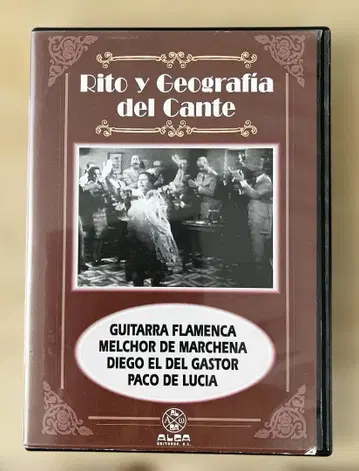 Rito y Geografía
del Cante
GUITARRA FLAMENCA
MELCHOR DE MARCHENA
DIEGO EL DEL GASTOR
PACO DE LUCIA
ALGA
EDITORES, S.L.